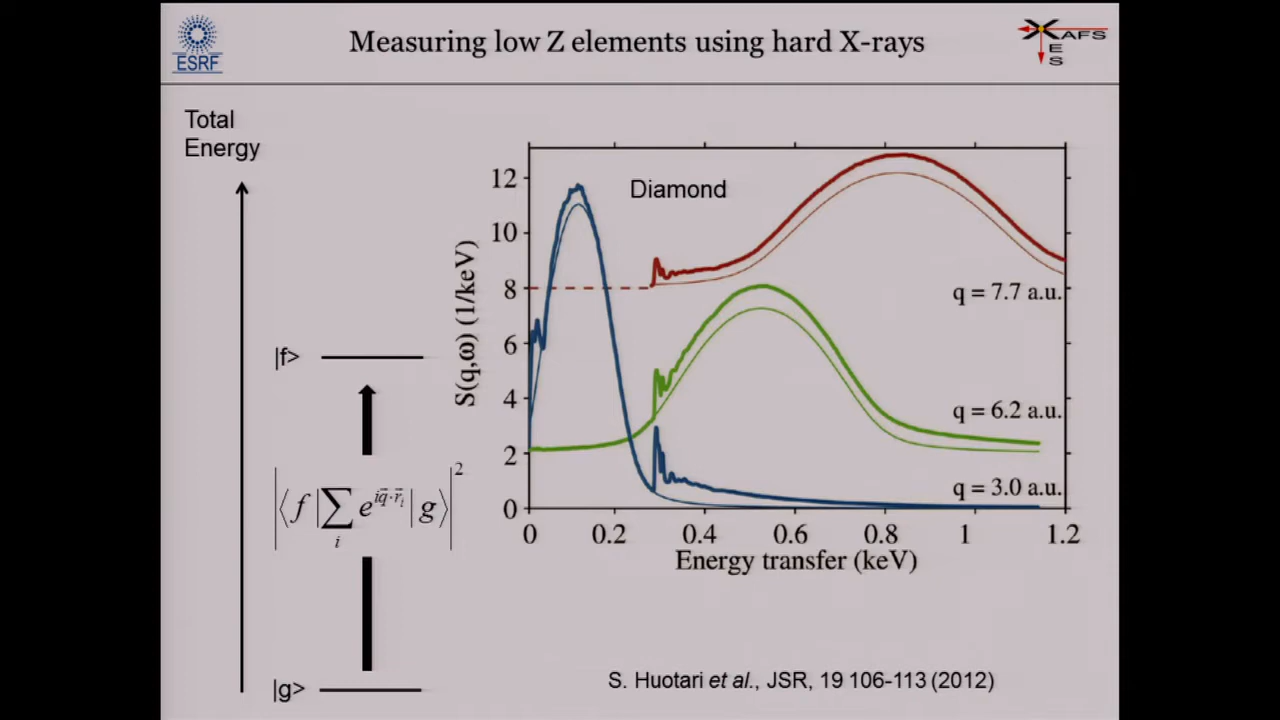 Measuring low Z elements using hard X-rays
ESRF
XAFS
E
S
Total
Energy
|f>
|⟨f|∑ᵢ e^{iq⃗·r⃗ᵢ}|g⟩|²
|g>
Diamond
S(q,ω) (1/keV)
12
10
8
6
4
2
0
q = 7.7 a.u.
q = 6.2 a.u.
q = 3.0 a.u.
0 0.2 0.4 0.6 0.8 1 1.2
Energy transfer (keV)
S. Huotari et al., JSR, 19 106-113 (2012)